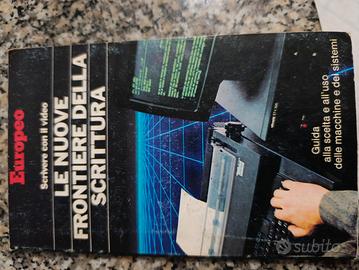 Europeo
Scrivere con il video
LE NUOVE
FRONTIERE DELLA
SCRITTURA
Guida
alla scelta e all'uso
delle macchine e dei sistemi
subito